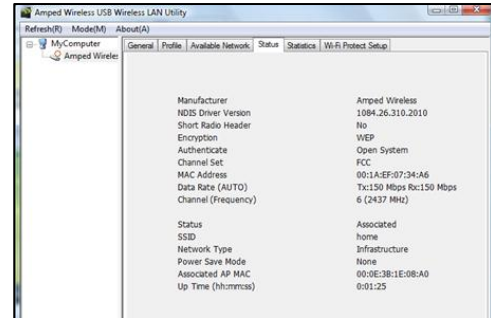 Amped Wireless USB Wireless LAN Utility
Refresh(R) Mode(M) About(A)
MyComputer
Amped Wireles
General Profile Available Network Status Statistics Wi-Fi Protect Setup
Manufacturer Amped Wireless
NDIS Driver Version 1084.26.310.2010
Short Radio Header No
Encryption WEP
Authenticate Open System
Channel Set FCC
MAC Address 00:1A:EF:07:34:A6
Data Rate (AUTO) Tx:150 Mbps Rx:150 Mbps
Channel (Frequency) 6 (2437 MHz)
Status Associated
SSID home
Network Type Infrastructure
Power Save Mode None
Associated AP MAC 00:0E:3B:1E:08:A0
Up Time (hh:mm:ss) 0:01:25